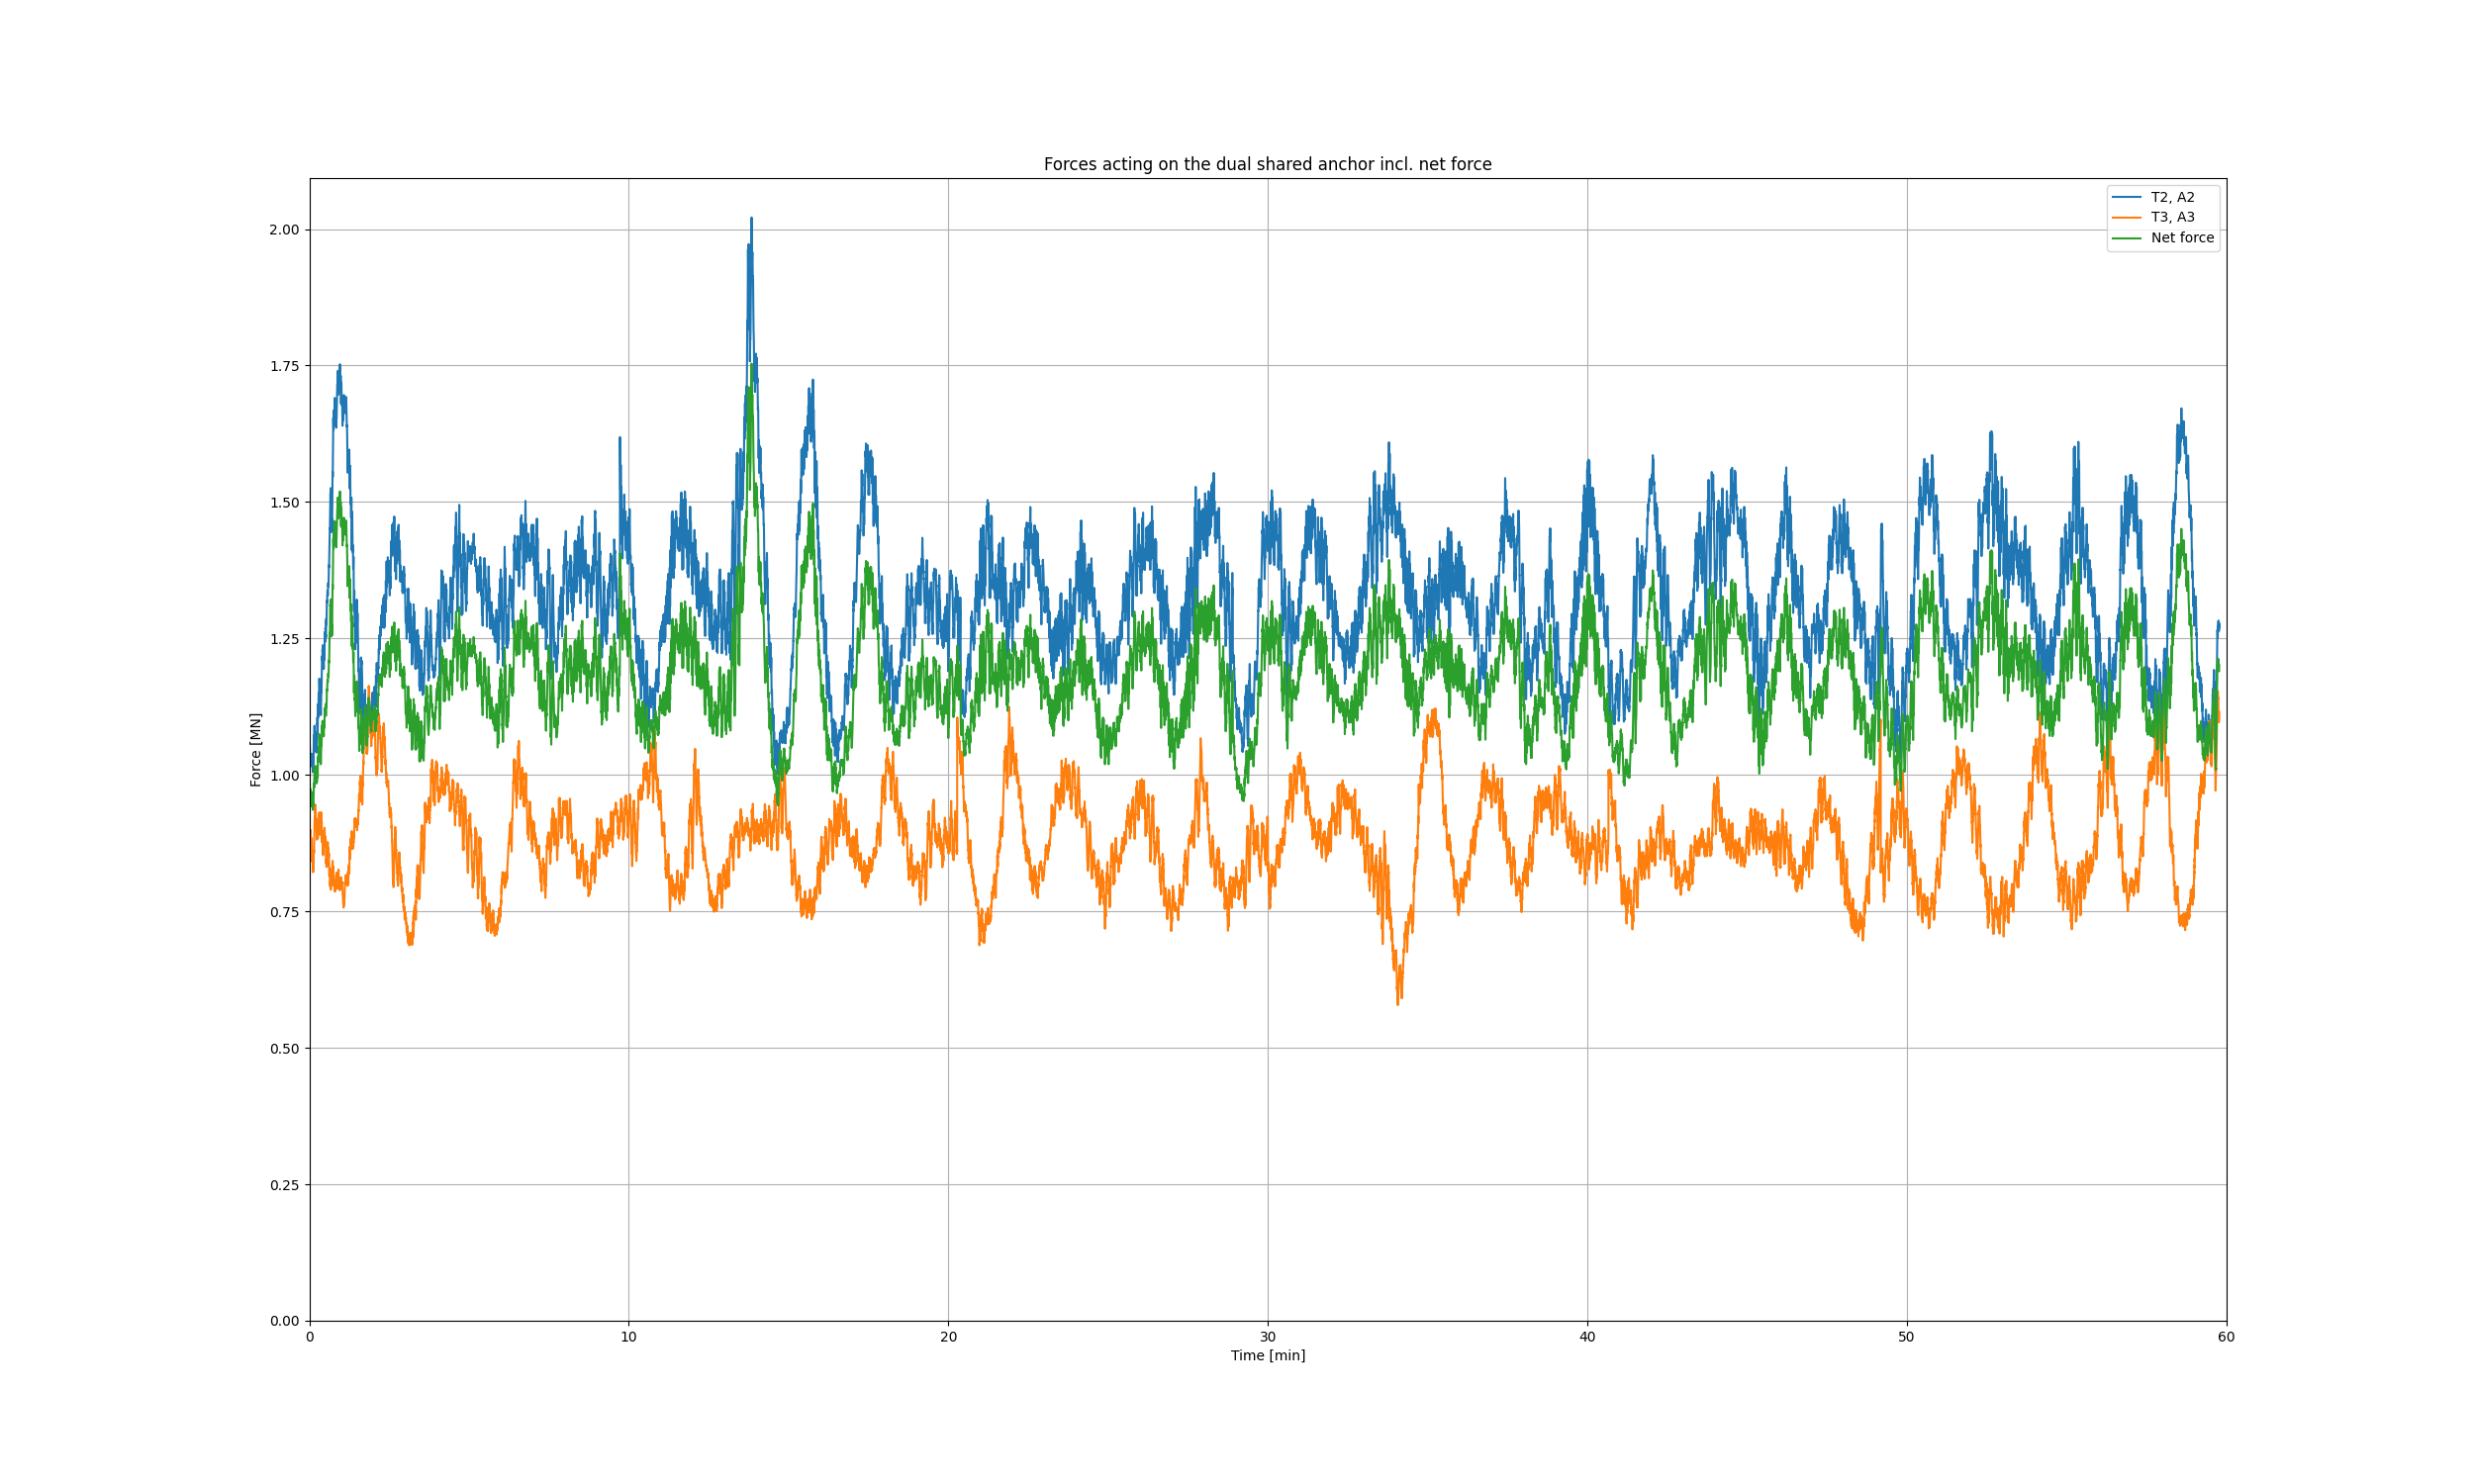 Forces acting on the dual shared anchor incl. net force
T2, A2
T3, A3
Net force
2.00
1.75
1.50
1.25
1.00
0.75
0.50
0.25
0.00
Force [MN]
0 10 20 30 40 50 60
Time [min]